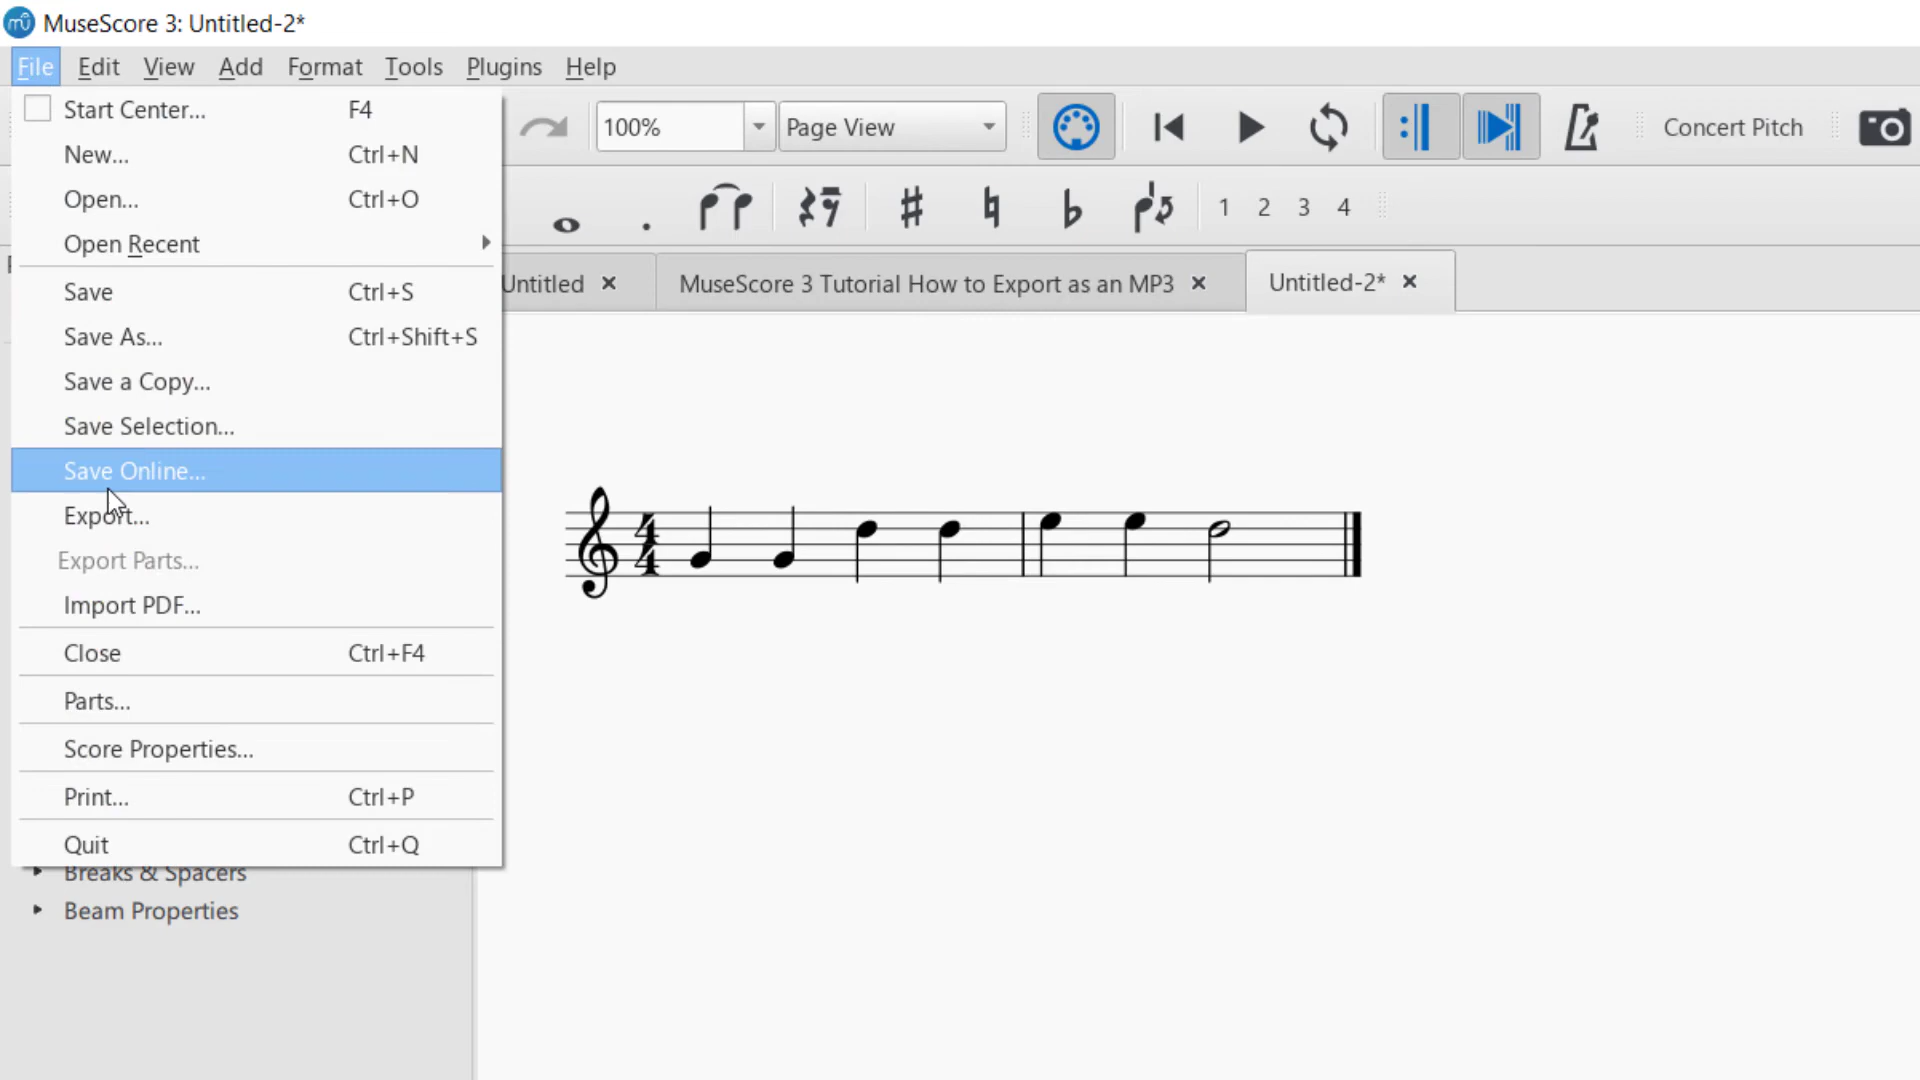 MuseScore 3: Untitled-2*
File Edit View Add Format Tools Plugins Help
Start Center... F4
New... Ctrl+N
Open... Ctrl+O
Open Recent
Save Ctrl+S
Save As... Ctrl+Shift+S
Save a Copy...
Save Selection...
Save Online...
Export...
Export Parts...
Import PDF...
Close Ctrl+F4
Parts...
Score Properties...
Print... Ctrl+P
Quit Ctrl+Q
Breaks & Spacers
Beam Properties
100% Page View Concert Pitch
1 2 3 4
Untitled MuseScore 3 Tutorial How to Export as an MP3 Untitled-2*
4
4